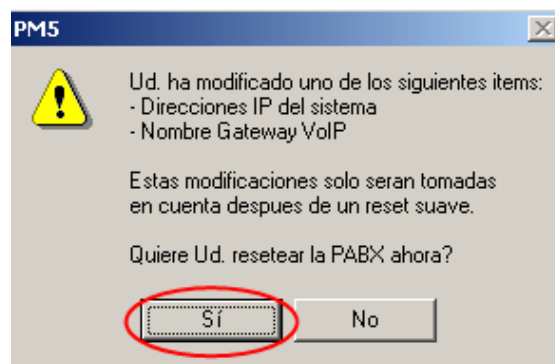 PM5
Ud. ha modificado uno de los siguientes items:
- Direcciones IP del sistema
- Nombre Gateway VoIP
Estas modificaciones solo seran tomadas
en cuenta despues de un reset suave.
Quiere Ud. resetear la PABX ahora?
Sí No